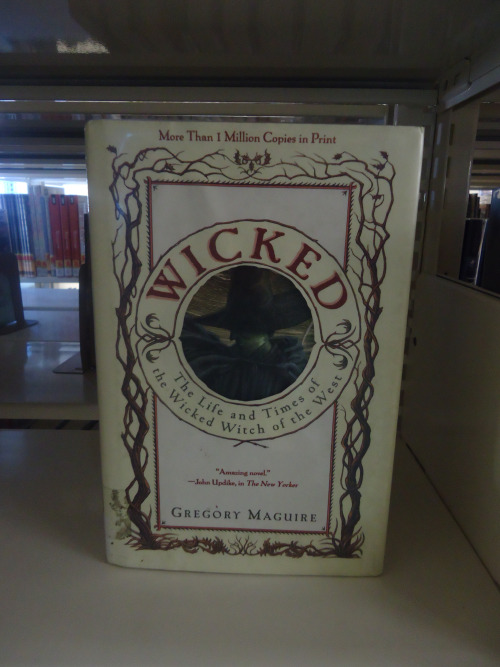 More Than 1 Million Copies in Print
WICKED
The Life and Times of
the Wicked Witch of the West
"Amusing novel."
—John Updike, in The New Yorker
GREGORY MAGUIRE